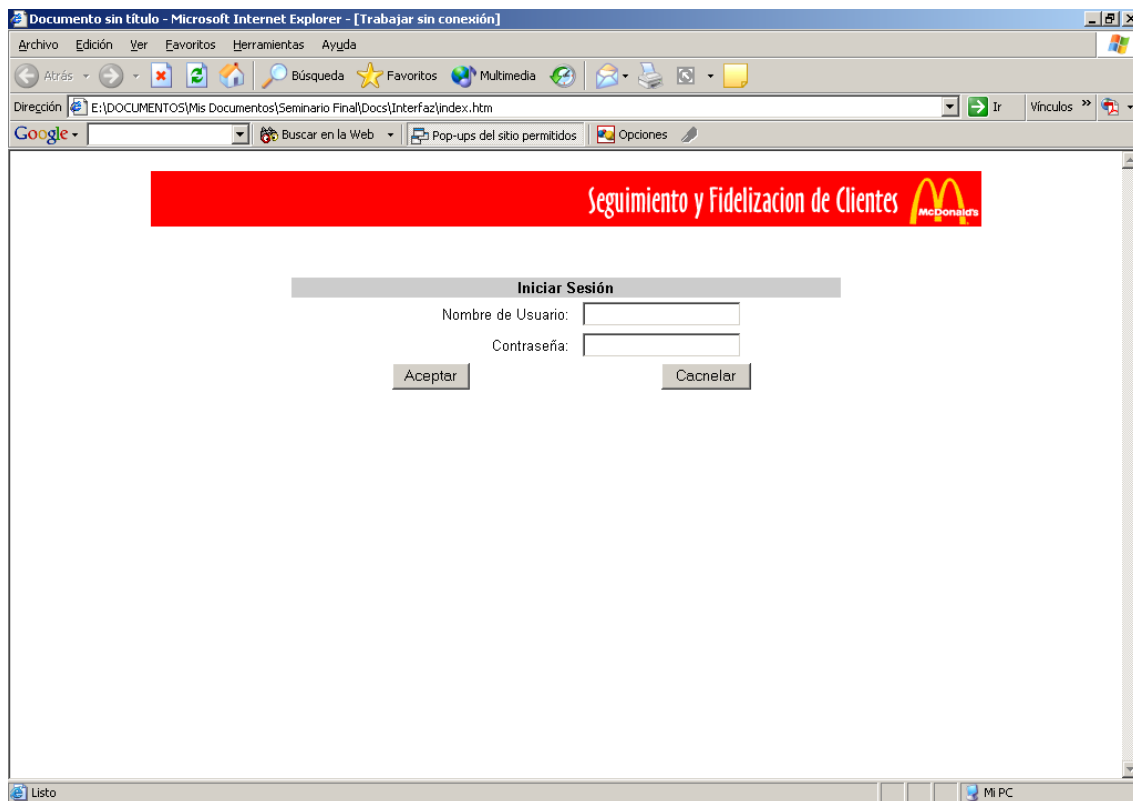 Documento sin título - Microsoft Internet Explorer - [Trabajar sin conexión]
Archivo Edición Ver Favoritos Herramientas Ayuda
Atrás Búsqueda Favoritos Multimedia
Dirección E:\DOCUMENTOS\Mis Documentos\Seminario Final\Docs\Interfaz\index.htm Ir Vínculos »
Google Buscar en la Web Pop-ups del sitio permitidos Opciones
Seguimiento y Fidelizacion de Clientes McDonald's
Iniciar Sesión
Nombre de Usuario:
Contraseña:
Aceptar Cacnelar
Listo Mi PC